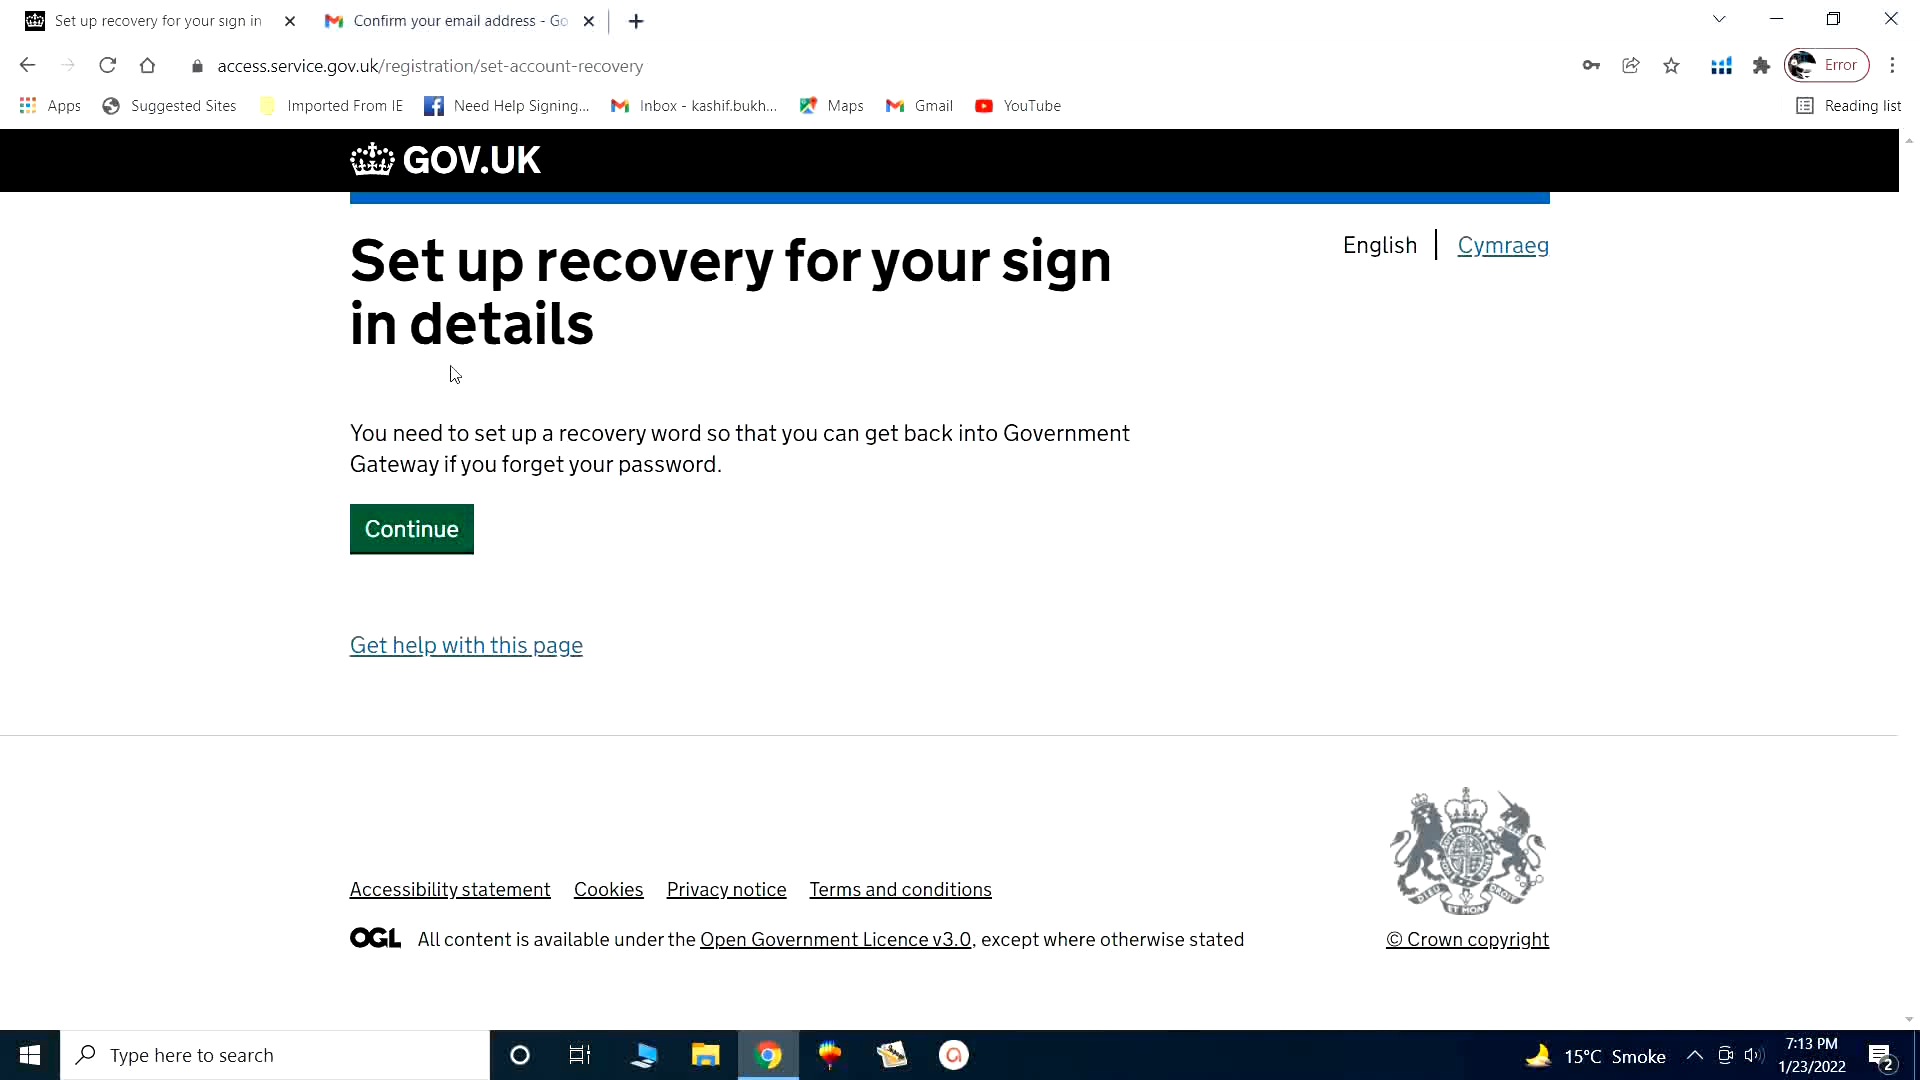 Set up recovery for your sign in
Confirm your email address - Go
access.service.gov.uk/registration/set-account-recovery
Error
Apps
Suggested Sites
Imported From IE
Need Help Signing...
Inbox - kashif.bukh...
Maps
Gmail
YouTube
Reading list
GOV.UK
English
Cymraeg
Set up recovery for your sign
in details
You need to set up a recovery word so that you can get back into Government
Gateway if you forget your password.
Continue
Get help with this page
Accessibility statement
Cookies
Privacy notice
Terms and conditions
OGL
All content is available under the Open Government Licence v3.0, except where otherwise stated
© Crown copyright
Type here to search
15°C Smoke
7:13 PM
1/23/2022
2